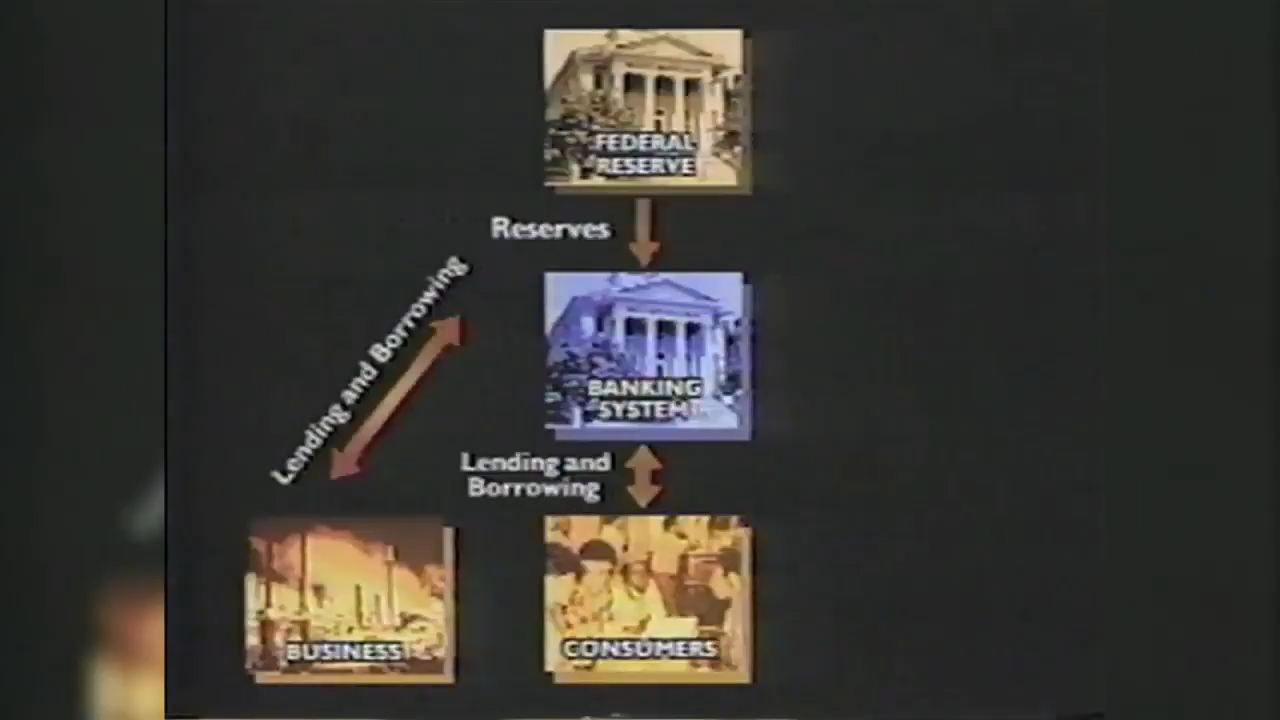 FEDERAL
RESERVE
Reserves
Lending and Borrowing
BANKING
SYSTEM
Lending and
Borrowing
BUSINESS
CONSUMERS